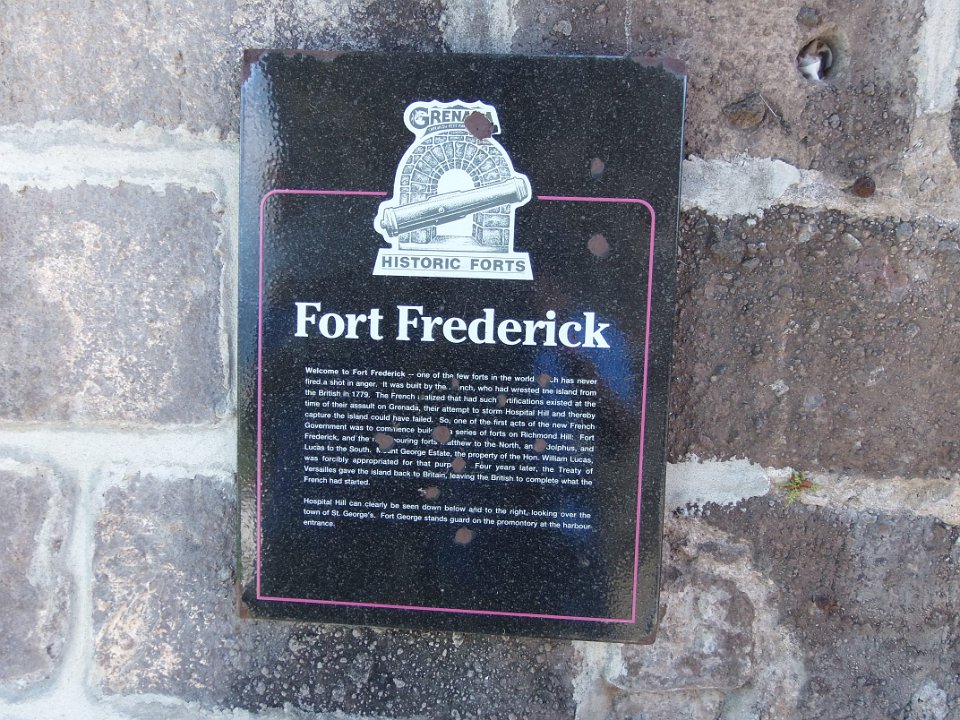 GRENADA
HISTORIC FORTS
Fort Frederick
Welcome to Fort Frederick -- one of the few forts in the world which has never
fired a shot in anger. It was built by the French, who had wrested the island from
the British in 1779. The French realized that had such fortifications existed at the
time of their assault on Grenada, their attempt to storm Hospital Hill and thereby
capture the island could have failed. So, one of the first acts of the new French
Government was to commence building a series of forts on Richmond Hill: Fort
Frederick, and the neighbouring forts Matthew to the North, and Adolphus, and
Lucas to the South. Mount George Estate, the property of the Hon. William Lucas,
was forcibly appropriated for that purpose. Four years later, the Treaty of
Versailles gave the island back to Britain, leaving the British to complete what the
French had started.
Hospital Hill can clearly be seen down below and to the right, looking over the
town of St. George's. Fort George stands guard on the promontory at the harbour
entrance.